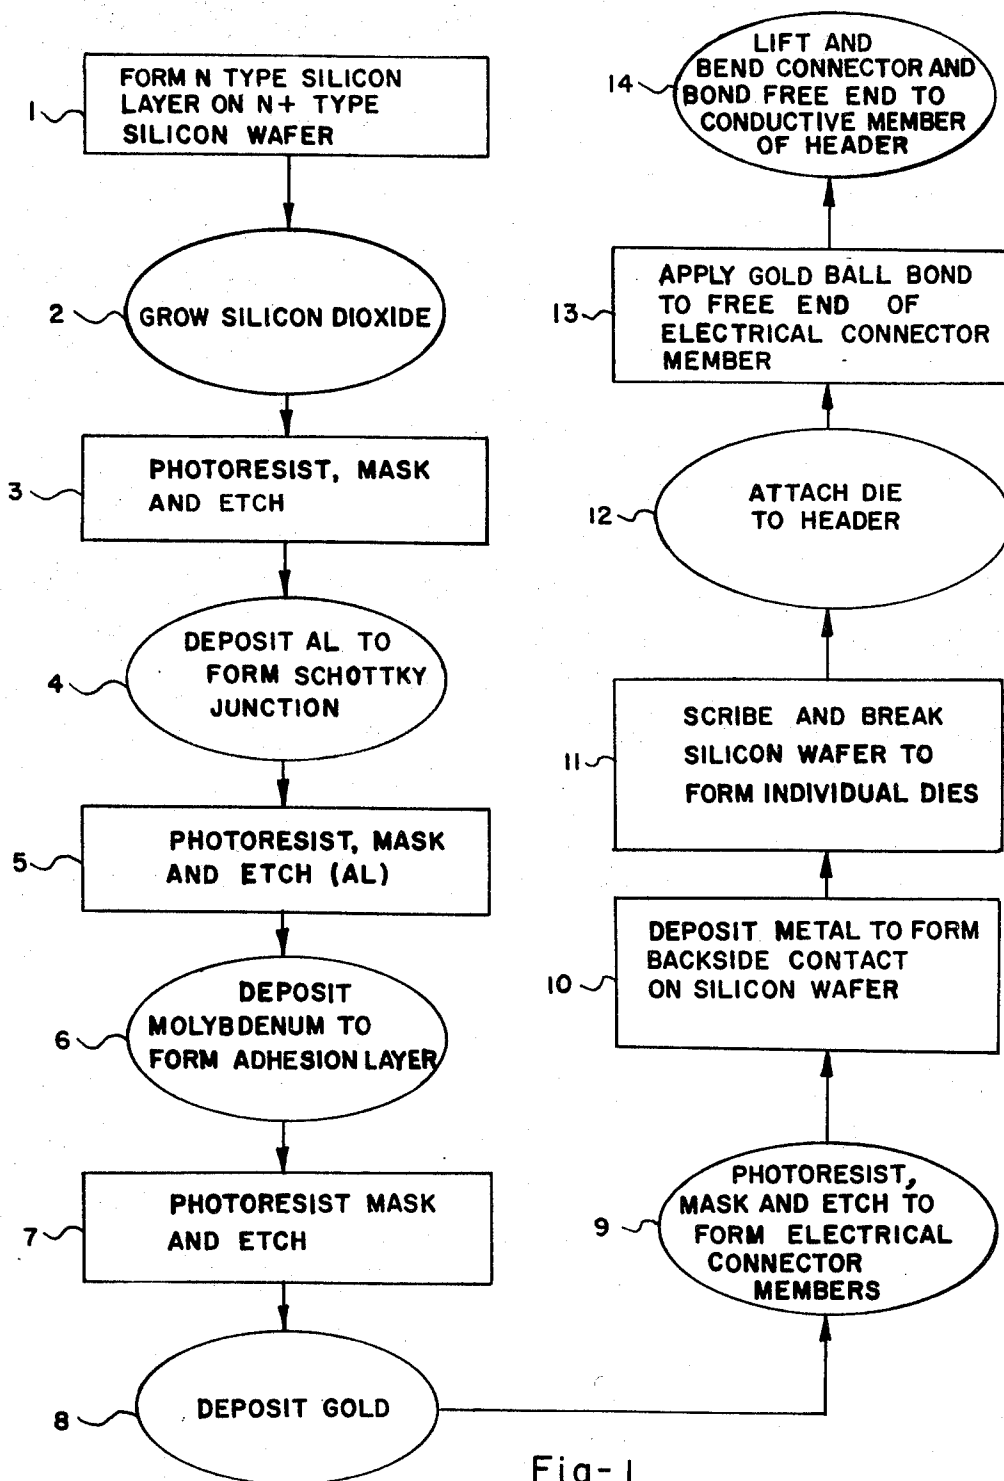 1
FORM N TYPE SILICON
LAYER ON N+ TYPE
SILICON WAFER
2
GROW SILICON DIOXIDE
3
PHOTORESIST, MASK
AND ETCH
4
DEPOSIT AL TO
FORM SCHOTTKY
JUNCTION
5
PHOTORESIST, MASK
AND ETCH (AL)
6
DEPOSIT
MOLYBDENUM TO
FORM ADHESION LAYER
7
PHOTORESIST MASK
AND ETCH
8
DEPOSIT GOLD
9
PHOTORESIST,
MASK AND ETCH TO
FORM ELECTRICAL
CONNECTOR
MEMBERS
10
DEPOSIT METAL TO FORM
BACKSIDE CONTACT
ON SILICON WAFER
11
SCRIBE AND BREAK
SILICON WAFER TO
FORM INDIVIDUAL DIES
12
ATTACH DIE
TO HEADER
13
APPLY GOLD BALL BOND
TO FREE END OF
ELECTRICAL CONNECTOR
MEMBER
14
LIFT AND
BEND CONNECTOR AND
BOND FREE END TO
CONDUCTIVE MEMBER
OF HEADER
Fig-1